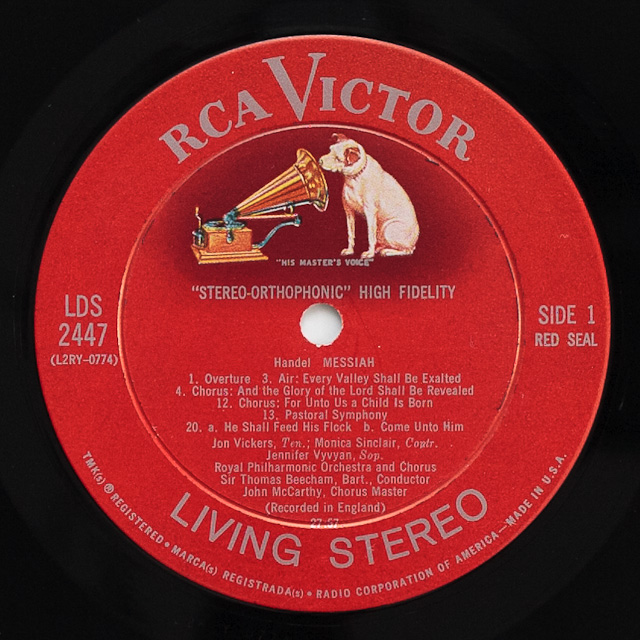 RCA VICTOR
"HIS MASTER'S VOICE"
"STEREO-ORTHOPHONIC" HIGH FIDELITY
LDS
2447
(L2RY-0774)
SIDE 1
RED SEAL
Handel MESSIAH
1. Overture 3. Air: Every Valley Shall Be Exalted
4. Chorus: And the Glory of the Lord Shall Be Revealed
12. Chorus: For Unto Us a Child Is Born
13. Pastoral Symphony
20. a. He Shall Feed His Flock b. Come Unto Him
Jon Vickers, Ten.; Monica Sinclair, Contr.
Jennifer Vyvyan, Sop.
Royal Philharmonic Orchestra and Chorus
Sir Thomas Beecham, Bart., Conductor
John McCarthy, Chorus Master
(Recorded in England)
27:57
LIVING STEREO
TMK(s) ® REGISTERED • MARCA(s) REGISTRADA(s) • RADIO CORPORATION OF AMERICA—MADE IN U.S.A.